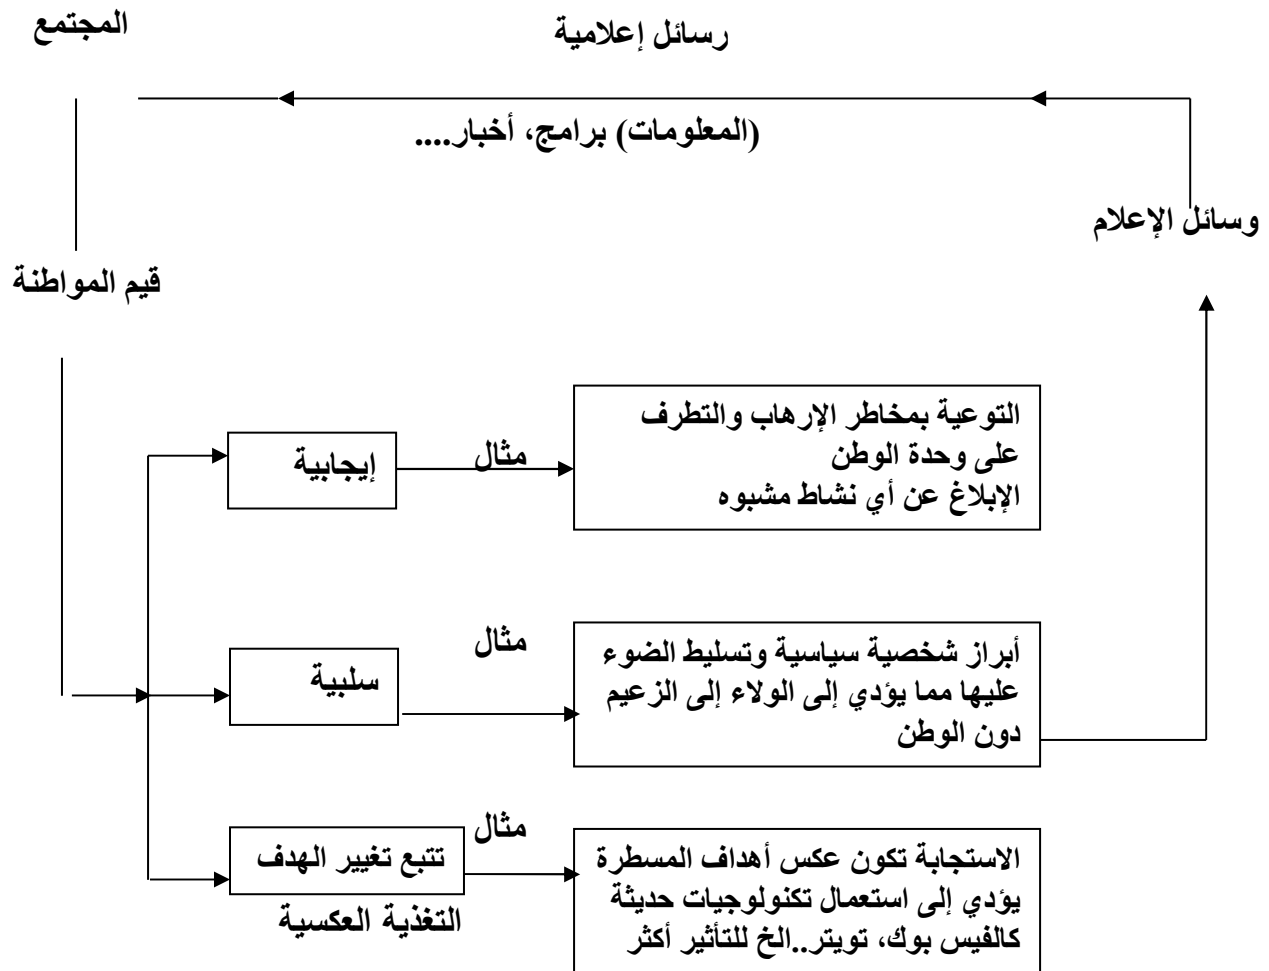 المجتمع
رسائل إعلامية
(المعلومات) برامج، أخبار....
وسائل الإعلام
قيم المواطنة
إيجابية
مثال
التوعية بمخاطر الإرهاب والتطرف
على وحدة الوطن
الإبلاغ عن أي نشاط مشبوه
سلبية
مثال
أبراز شخصية سياسية وتسليط الضوء
عليها مما يؤدي إلى الولاء إلى الزعيم
دون الوطن
تتبع تغيير الهدف
التغذية العكسية
مثال
الاستجابة تكون عكس أهداف المسطرة
يؤدي إلى استعمال تكنولوجيات حديثة
كالفيس بوك، تويتر..الخ للتأثير أكثر